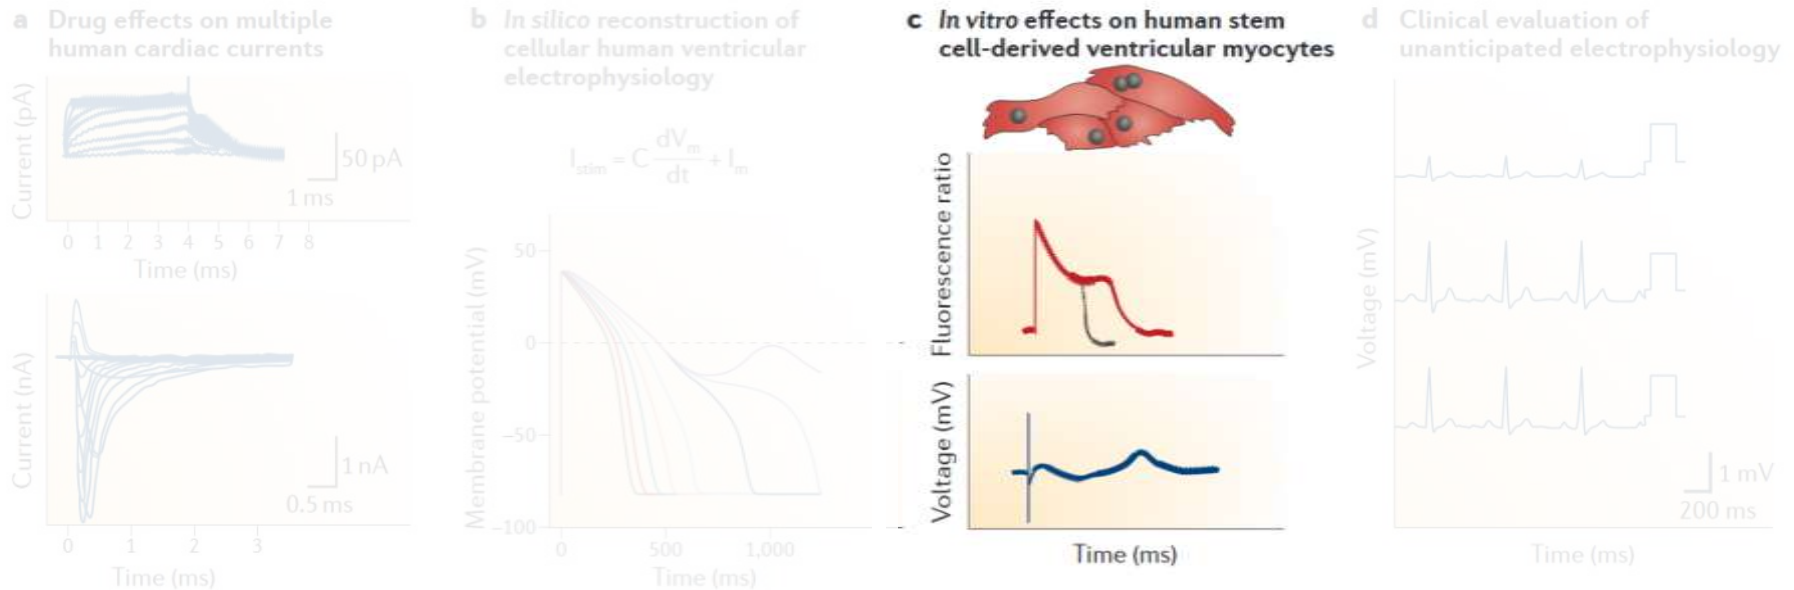 a Drug effects on multiple
human cardiac currents
Current (pA)
50 pA
1 ms
0 1 2 3 4 5 6 7 8
Time (ms)
Current (nA)
1 nA
0.5 ms
0 1 2 3
Time (ms)
b In silico reconstruction of
cellular human ventricular
electrophysiology
I_stim = C dV_m/dt + I_m
Membrane potential (mV)
50
0
−50
−100
0 500 1,000
Time (ms)
c In vitro effects on human stem
cell-derived ventricular myocytes
Fluorescence ratio
Voltage (mV)
Time (ms)
d Clinical evaluation of
unanticipated electrophysiology
Voltage (mV)
1 mV
200 ms
Time (ms)